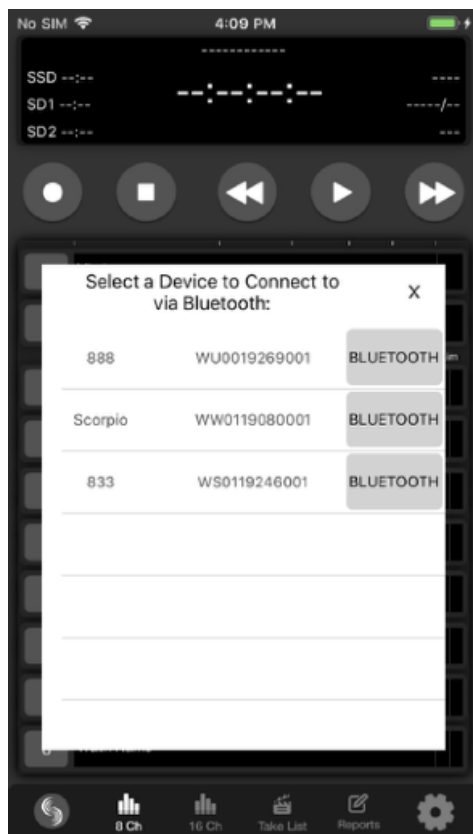 No SIM 4:09 PM
------------
SSD --:-- ----
--:--:--:--
SD1 --:-- -----/--
SD2 --:-- ---
Select a Device to Connect to
via Bluetooth:
X
888 WU0019269001 BLUETOOTH
Scorpio WW0119080001 BLUETOOTH
833 WS0119246001 BLUETOOTH
8 Ch 16 Ch Take List Reports